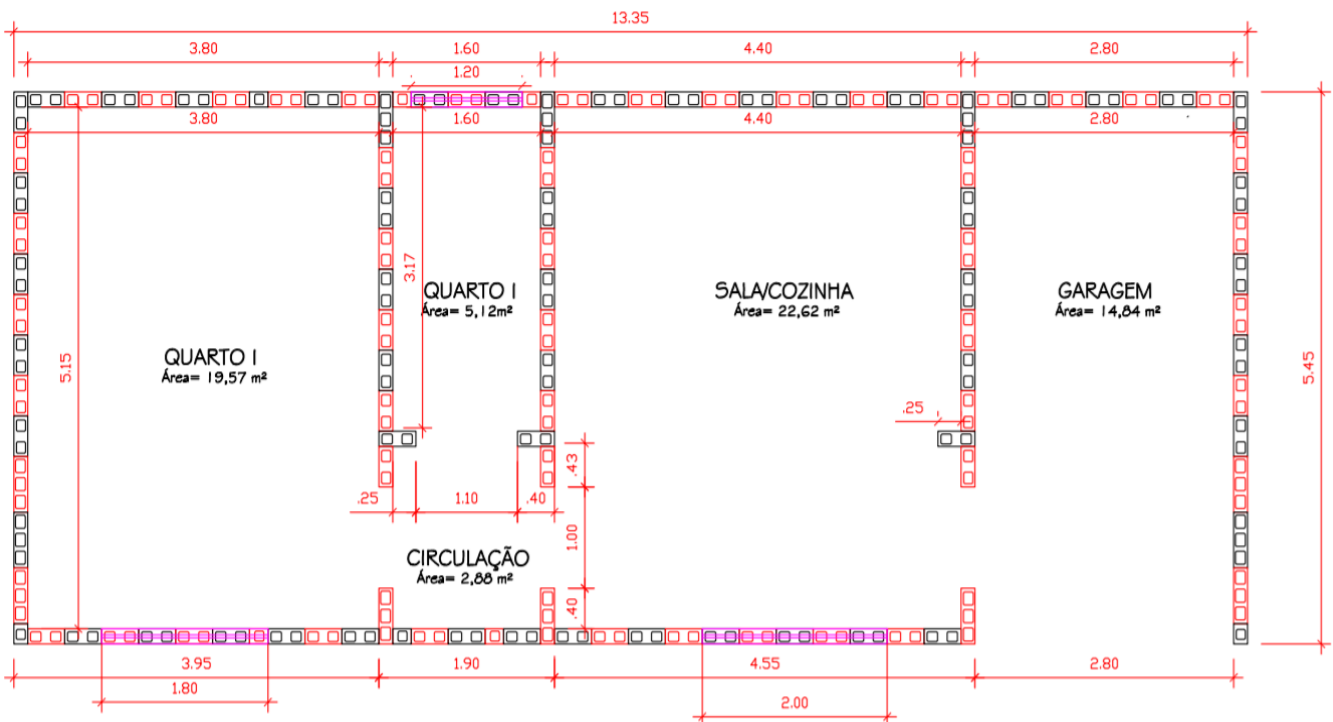 13.35
3.80
1.60
4.40
2.80
1.20
3.80
1.60
4.40
2.80
3.17
5.15
5.45
QUARTO I
Área= 5,12m²
SALA/COZINHA
Área= 22,62 m²
GARAGEM
Área= 14,84 m²
QUARTO I
Área= 19,57 m²
.25
.43
.25
1.10
.40
1.00
CIRCULAÇÃO
Área= 2,88 m²
.40
3.95
1.90
4.55
2.80
1.80
2.00